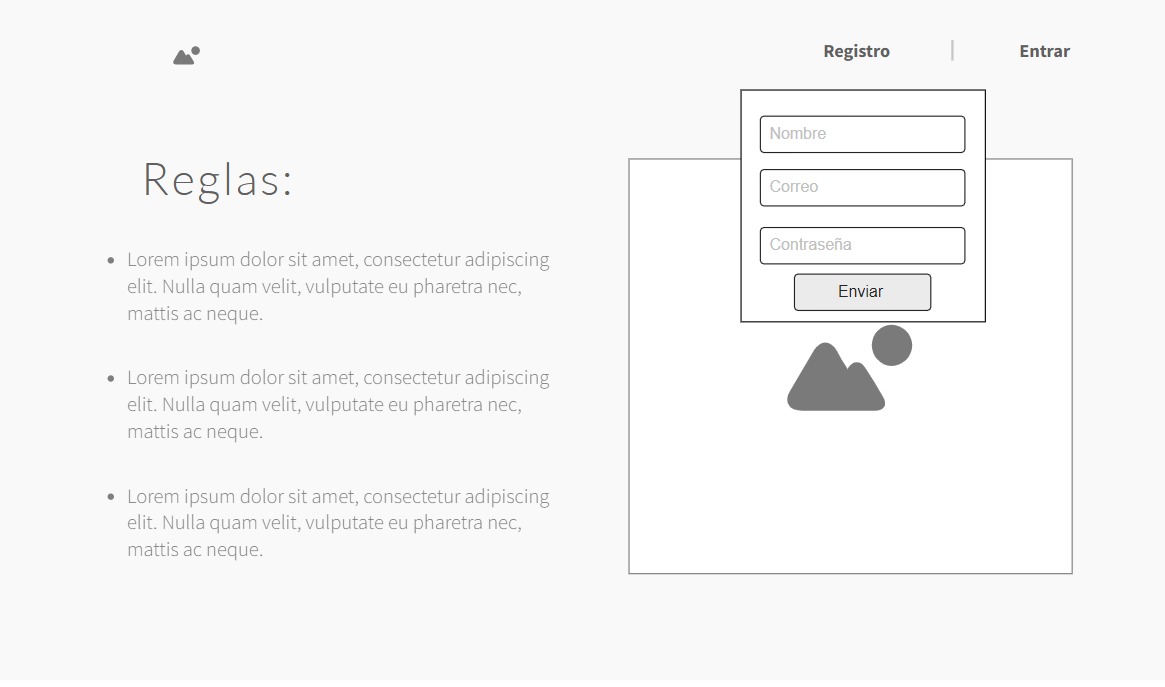 Registro | Entrar
Nombre
Correo
Contraseña
Enviar
Reglas:
• Lorem ipsum dolor sit amet, consectetur adipiscing
elit. Nulla quam velit, vulputate eu pharetra nec,
mattis ac neque.
• Lorem ipsum dolor sit amet, consectetur adipiscing
elit. Nulla quam velit, vulputate eu pharetra nec,
mattis ac neque.
• Lorem ipsum dolor sit amet, consectetur adipiscing
elit. Nulla quam velit, vulputate eu pharetra nec,
mattis ac neque.